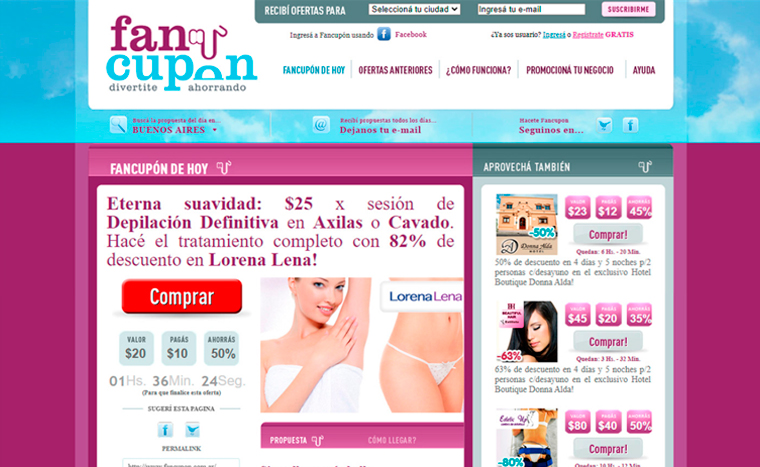 RECIBÍ OFERTAS PARA
Seleccioná tu ciudad
Ingresá tu e-mail
SUSCRIBIRME
Ingresá a Fancupón usando Facebook
¿Ya sos usuario? Ingresá o Registrate GRATIS
fan
cupon
divertite ahorrando
FANCUPÓN DE HOY
OFERTAS ANTERIORES
¿CÓMO FUNCIONA?
PROMOCIONÁ TU NEGOCIO
AYUDA
Buscá la propuesta del día en...
BUENOS AIRES
Recibí propuestas todos los días...
Dejanos tu e-mail
Hacete Fancupon
Seguinos en...
FANCUPÓN DE HOY
Eterna suavidad: $25 x sesión de
Depilación Definitiva en Axilas o Cavado.
Hacé el tratamiento completo con 82% de
descuento en Lorena Lena!
Comprar
VALOR PAGÁS AHORRÁS
$20 $10 50%
01Hs. 36Min. 24Seg.
(Para que finalice esta oferta)
SUGERÍ ESTA PAGINA
PERMALINK
Lorena Lena
PROPUESTA
CÓMO LLEGAR?
APROVECHÁ TAMBIÉN
-50%
Donna Alda
HOTEL
VALOR PAGÁS AHORRÁS
$23 $12 45%
Comprar!
Quedan: 6 Hs. - 20 Min.
50% de descuento en 4 días y 5 noches p/2
personas c/desayuno en el exclusivo Hotel
Boutique Donna Alda!
BEAUTIFUL
HAIR
-63%
VALOR PAGÁS AHORRÁS
$45 $20 35%
Comprar!
Quedan: 3 Hs. - 32 Min.
63% de descuento en 4 días y 5 noches p/2
personas c/desayuno en el exclusivo Hotel
Boutique Donna Alda!
-80%
VALOR PAGÁS AHORRÁS
$80 $40 50%
Comprar!